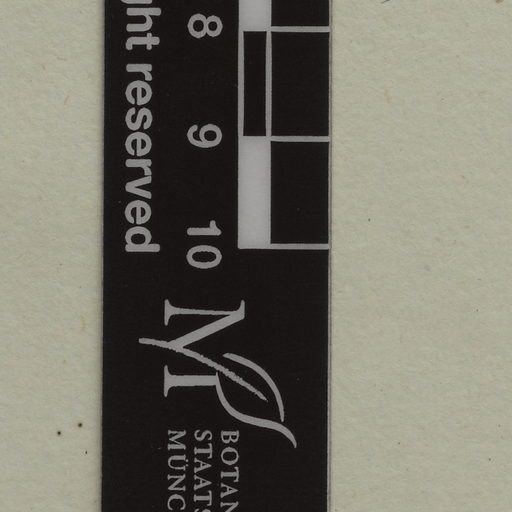 ght reserved
8 9 10
M
BOTAN
STAATS
MÜNC